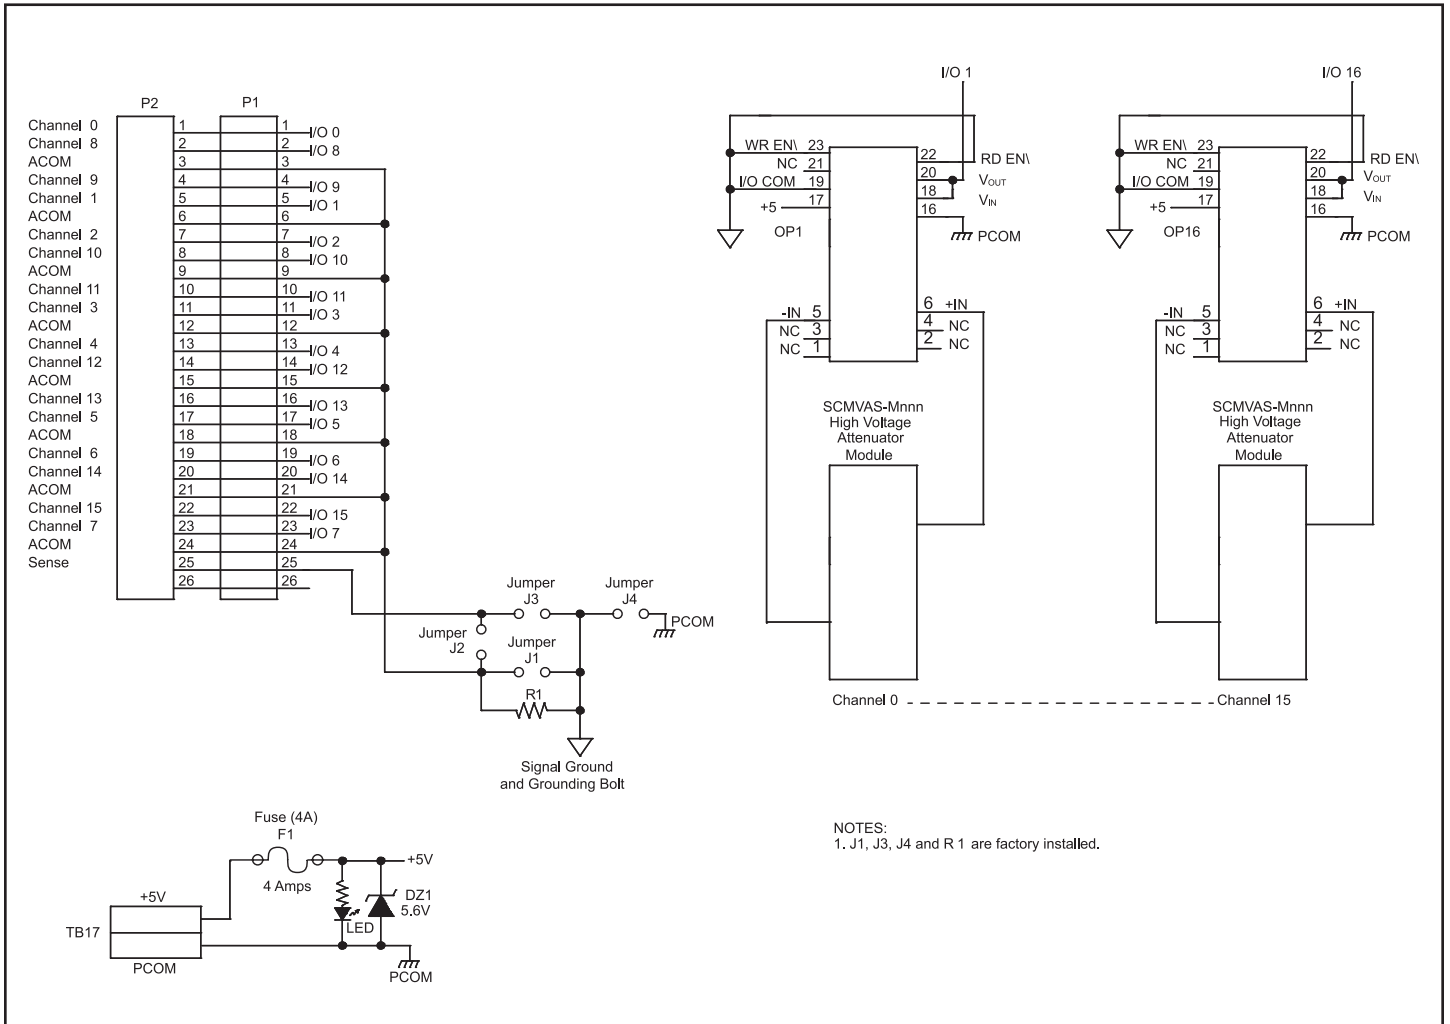 P2 P1
Channel 0 1 1 I/O 0
Channel 8 2 2 I/O 8
ACOM 3 3
Channel 9 4 4 I/O 9
Channel 1 5 5 I/O 1
ACOM 6 6
Channel 2 7 7 I/O 2
Channel 10 8 8 I/O 10
ACOM 9 9
Channel 11 10 10 I/O 11
Channel 3 11 11 I/O 3
ACOM 12 12
Channel 4 13 13 I/O 4
Channel 12 14 14 I/O 12
ACOM 15 15
Channel 13 16 16 I/O 13
Channel 5 17 17 I/O 5
ACOM 18 18
Channel 6 19 19 I/O 6
Channel 14 20 20 I/O 14
ACOM 21 21
Channel 15 22 22 I/O 15
Channel 7 23 23 I/O 7
ACOM 24 24
Sense 25 25
26 26
Jumper
J3
Jumper
J4
PCOM
Jumper
J2
Jumper
J1
R1
Signal Ground
and Grounding Bolt
Fuse (4A)
F1
4 Amps
+5V
DZ1
5.6V
LED
+5V
TB17
PCOM
PCOM
I/O 1
WR EN\ 23
NC 21
I/O COM 19
+5 17
OP1
22 RD EN\
20 VOUT
18 VIN
16
PCOM
-IN 5
NC 3
NC 1
6 +IN
4 NC
2 NC
SCMVAS-Mnnn
High Voltage
Attenuator
Module
Channel 0
I/O 16
WR EN\ 23
NC 21
I/O COM 19
+5 17
OP16
22 RD EN\
20 VOUT
18 VIN
16
PCOM
-IN 5
NC 3
NC 1
6 +IN
4 NC
2 NC
SCMVAS-Mnnn
High Voltage
Attenuator
Module
Channel 15
NOTES:
1. J1, J3, J4 and R 1 are factory installed.